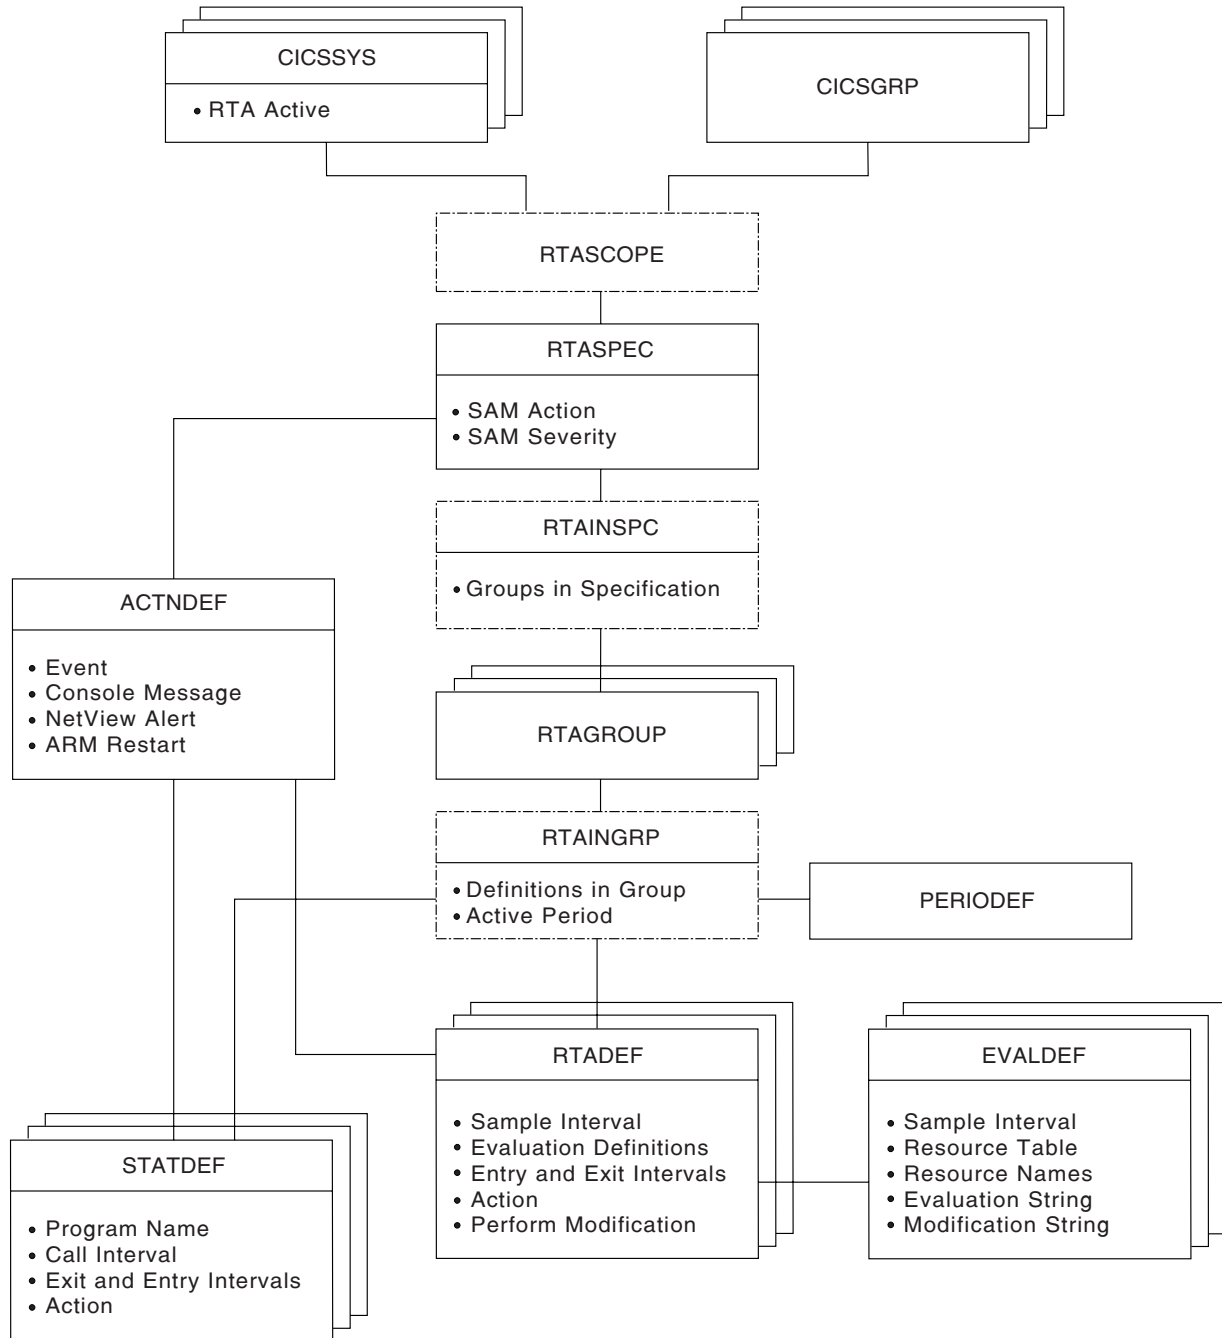 CICSSYS
• RTA Active
CICSGRP
RTASCOPE
RTASPEC
• SAM Action
• SAM Severity
RTAINSPC
• Groups in Specification
ACTNDEF
• Event
• Console Message
• NetView Alert
• ARM Restart
RTAGROUP
RTAINGRP
• Definitions in Group
• Active Period
PERIODEF
RTADEF
• Sample Interval
• Evaluation Definitions
• Entry and Exit Intervals
• Action
• Perform Modification
EVALDEF
• Sample Interval
• Resource Table
• Resource Names
• Evaluation String
• Modification String
STATDEF
• Program Name
• Call Interval
• Exit and Entry Intervals
• Action